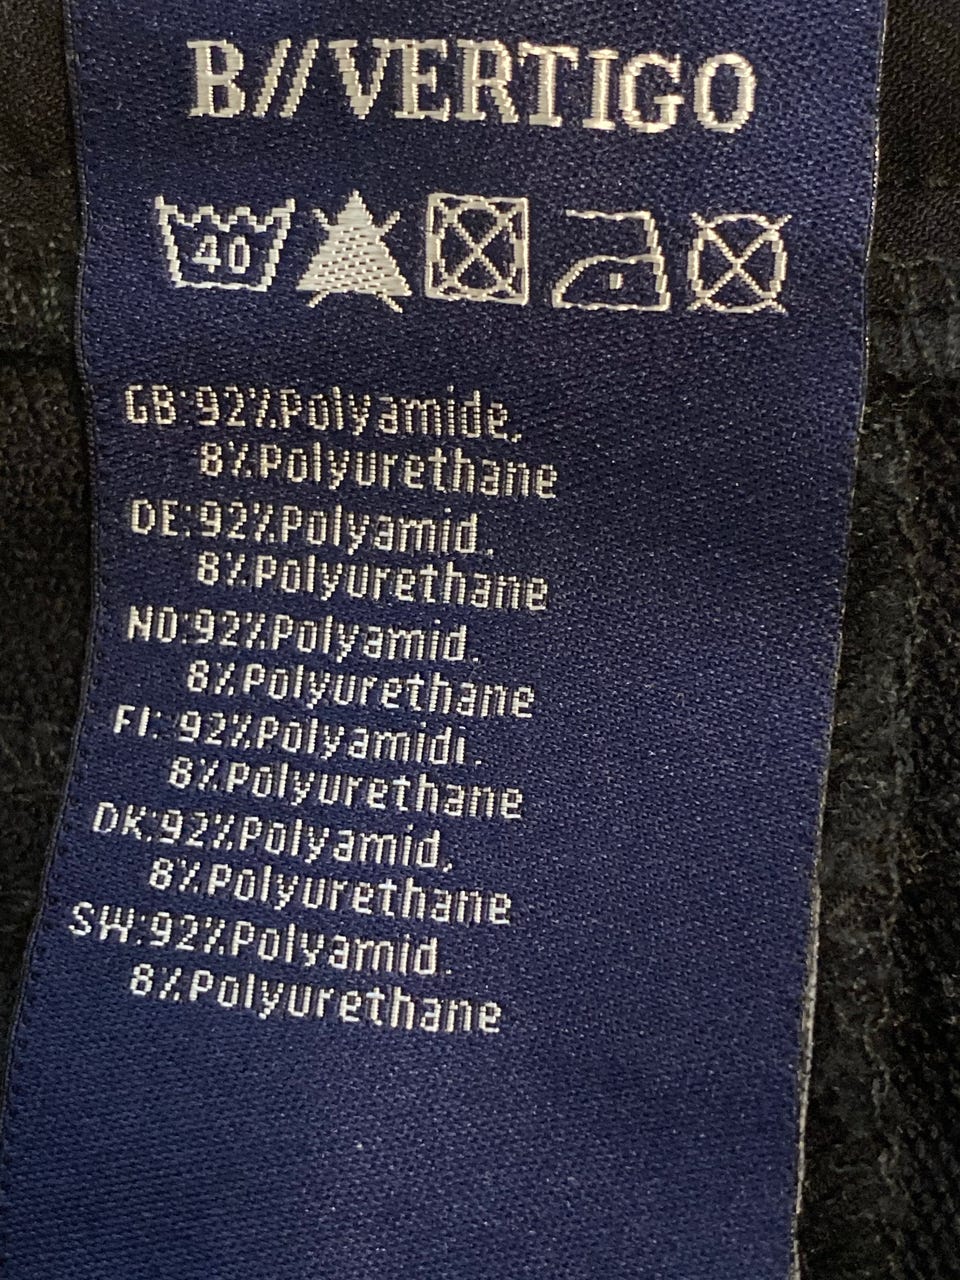 B//VERTIGO
40
GB:92%Polyamide,
8%Polyurethane
DE:92%Polyamid.
8%Polyurethane
NO:92%Polyamid.
8%Polyurethane
FI:92%Polyamidi.
8%Polyurethane
DK:92%Polyamid,
8%Polyurethane
SW:92%Polyamid.
8%Polyurethane